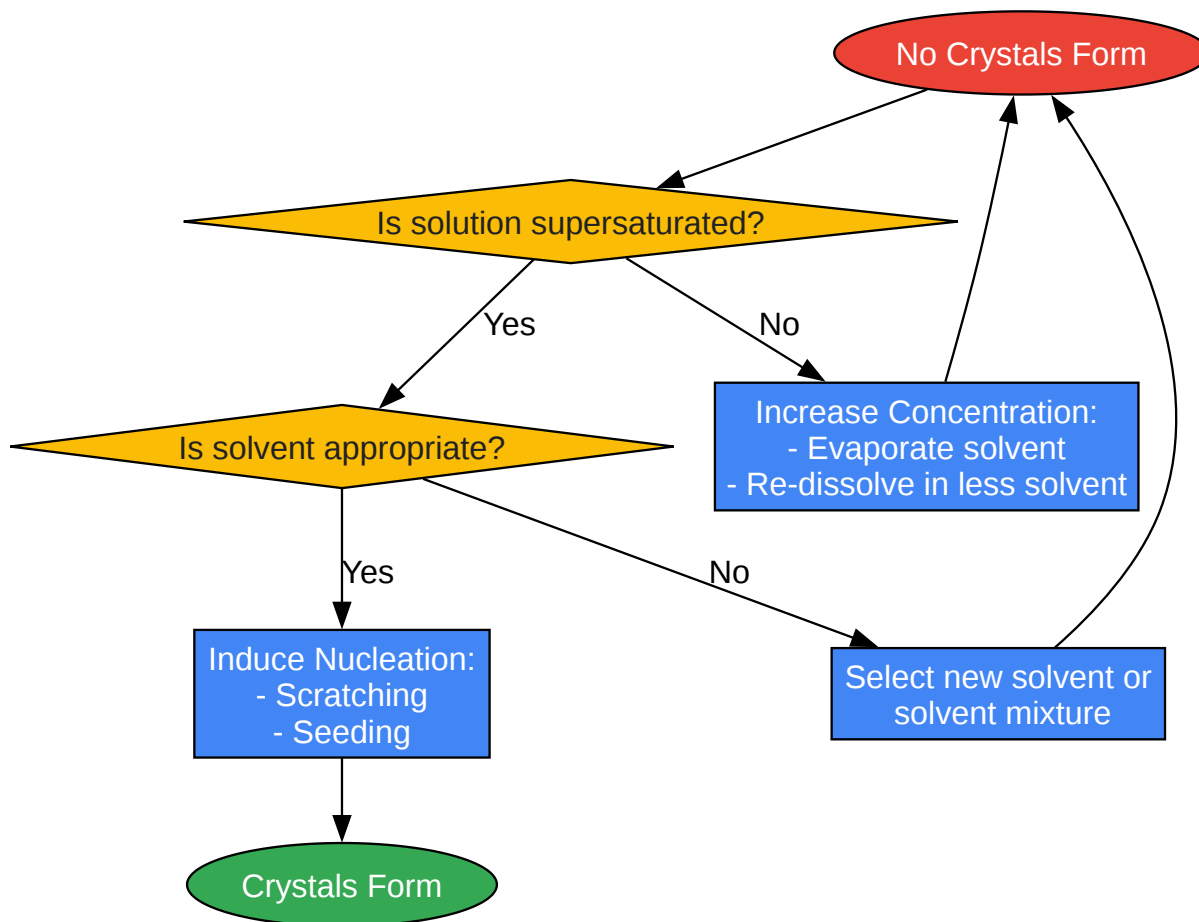 No Crystals Form
Is solution supersaturated?
Yes
No
Increase Concentration:
- Evaporate solvent
- Re-dissolve in less solvent
Is solvent appropriate?
Yes
No
Induce Nucleation:
- Scratching
- Seeding
Select new solvent or
solvent mixture
Crystals Form